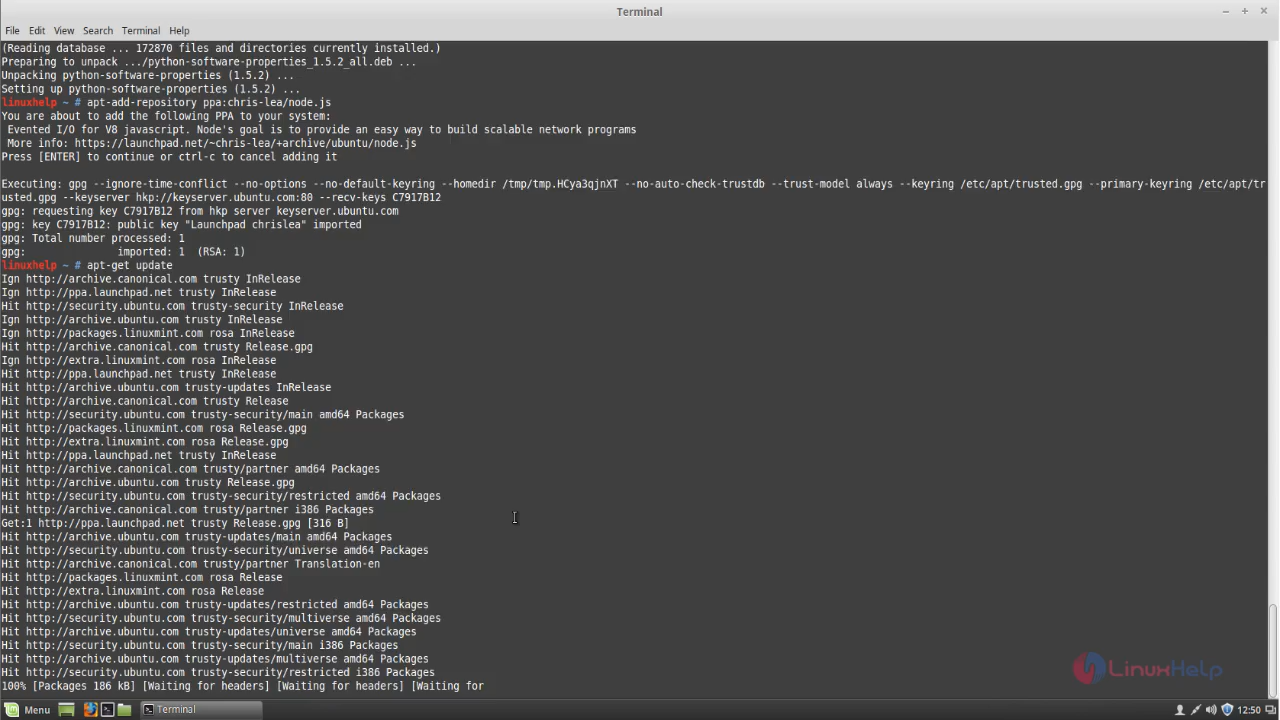 Terminal
File Edit View Search Terminal Help
(Reading database ... 172870 files and directories currently installed.)
Preparing to unpack .../python-software-properties_1.5.2_all.deb ...
Unpacking python-software-properties (1.5.2) ...
Setting up python-software-properties (1.5.2) ...
linuxhelp ~ # apt-add-repository ppa:chris-lea/node.js
You are about to add the following PPA to your system:
 Evented I/O for V8 javascript. Node's goal is to provide an easy way to build scalable network programs
 More info: https://launchpad.net/~chris-lea/+archive/ubuntu/node.js
Press [ENTER] to continue or ctrl-c to cancel adding it
Executing: gpg --ignore-time-conflict --no-options --no-default-keyring --homedir /tmp/tmp.HCya3qjnXT --no-auto-check-trustdb --trust-model always --keyring /etc/apt/trusted.gpg --primary-keyring /etc/apt/tr
usted.gpg --keyserver hkp://keyserver.ubuntu.com:80 --recv-keys C7917B12
gpg: requesting key C7917B12 from hkp server keyserver.ubuntu.com
gpg: key C7917B12: public key "Launchpad chrislea" imported
gpg: Total number processed: 1
gpg:               imported: 1  (RSA: 1)
linuxhelp ~ # apt-get update
Ign http://archive.canonical.com trusty InRelease
Ign http://ppa.launchpad.net trusty InRelease
Hit http://security.ubuntu.com trusty-security InRelease
Ign http://archive.ubuntu.com trusty InRelease
Ign http://packages.linuxmint.com rosa InRelease
Hit http://archive.canonical.com trusty Release.gpg
Ign http://extra.linuxmint.com rosa InRelease
Hit http://ppa.launchpad.net trusty InRelease
Hit http://archive.ubuntu.com trusty-updates InRelease
Hit http://archive.canonical.com trusty Release
Hit http://security.ubuntu.com trusty-security/main amd64 Packages
Hit http://packages.linuxmint.com rosa Release.gpg
Hit http://extra.linuxmint.com rosa Release.gpg
Hit http://ppa.launchpad.net trusty InRelease
Hit http://archive.canonical.com trusty/partner amd64 Packages
Hit http://archive.ubuntu.com trusty Release.gpg
Hit http://security.ubuntu.com trusty-security/restricted amd64 Packages
Hit http://archive.canonical.com trusty/partner i386 Packages
Get:1 http://ppa.launchpad.net trusty Release.gpg [316 B]
Hit http://archive.ubuntu.com trusty-updates/main amd64 Packages
Hit http://security.ubuntu.com trusty-security/universe amd64 Packages
Hit http://archive.canonical.com trusty/partner Translation-en
Hit http://packages.linuxmint.com rosa Release
Hit http://extra.linuxmint.com rosa Release
Hit http://archive.ubuntu.com trusty-updates/restricted amd64 Packages
Hit http://security.ubuntu.com trusty-security/multiverse amd64 Packages
Hit http://archive.ubuntu.com trusty-updates/universe amd64 Packages
Hit http://security.ubuntu.com trusty-security/main i386 Packages
Hit http://archive.ubuntu.com trusty-updates/multiverse amd64 Packages
Hit http://security.ubuntu.com trusty-security/restricted i386 Packages
100% [Packages 186 kB] [Waiting for headers] [Waiting for headers] [Waiting for
LinuxHelp
Menu Terminal 12:50